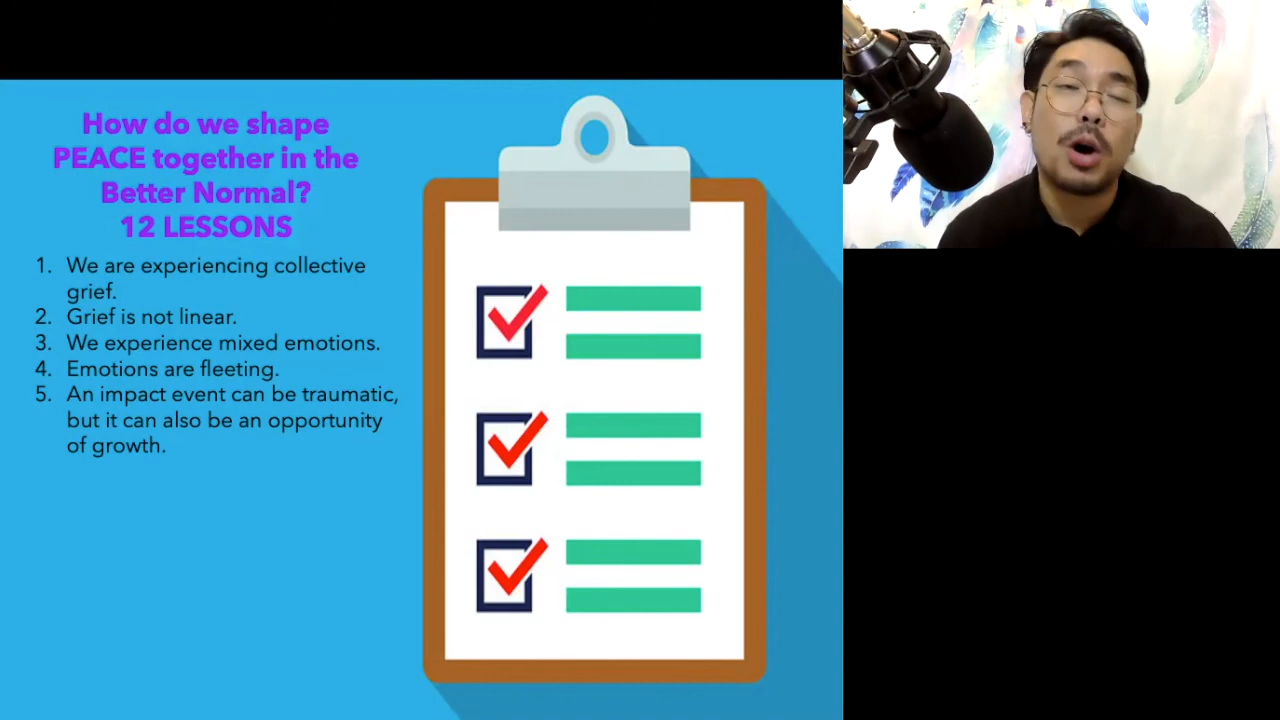 How do we shape
PEACE together in the
Better Normal?
12 LESSONS
1. We are experiencing collective
grief.
2. Grief is not linear.
3. We experience mixed emotions.
4. Emotions are fleeting.
5. An impact event can be traumatic,
but it can also be an opportunity
of growth.